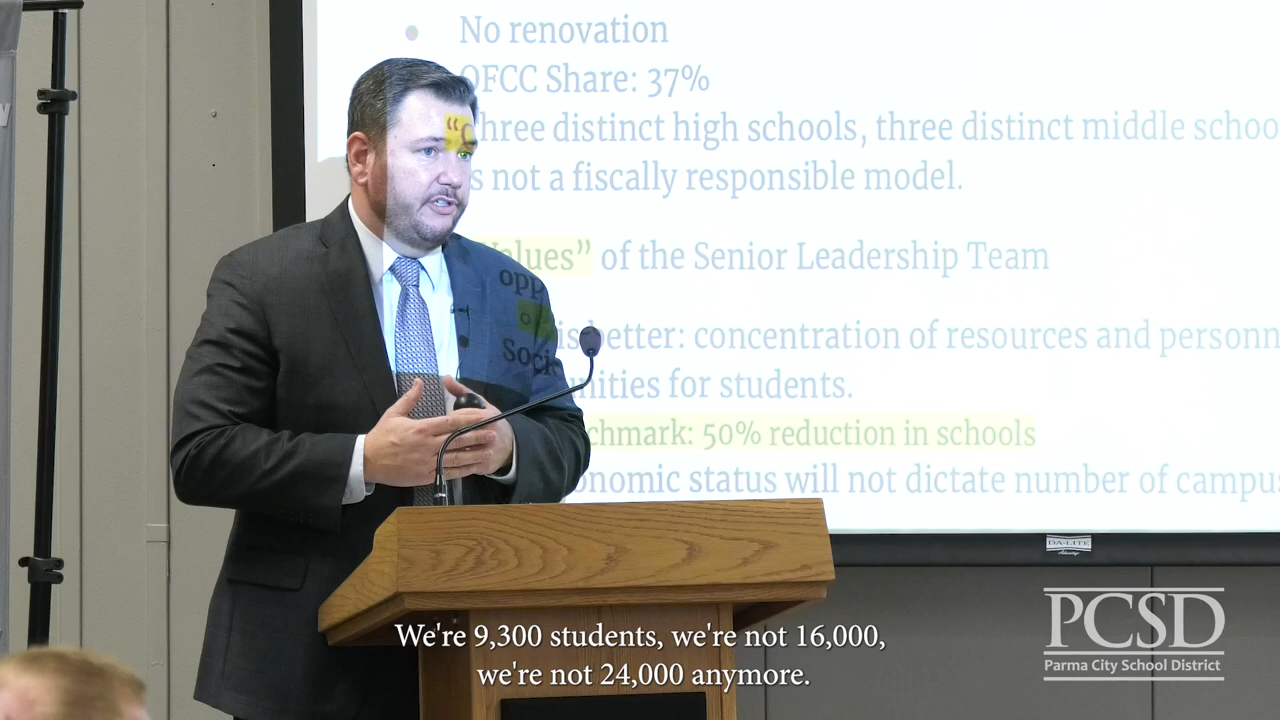 No renovation
OFCC Share: 37%
three distinct high schools, three distinct middle schoo
s not a fiscally responsible model.
Values” of the Senior Leadership Team
opp
is better: concentration of resources and personn
Soci
nities for students.
chmark: 50% reduction in schools
onomic status will not dictate number of campus
DA-LITE
We're 9,300 students, we're not 16,000,
we're not 24,000 anymore.
PCSD
Parma City School District